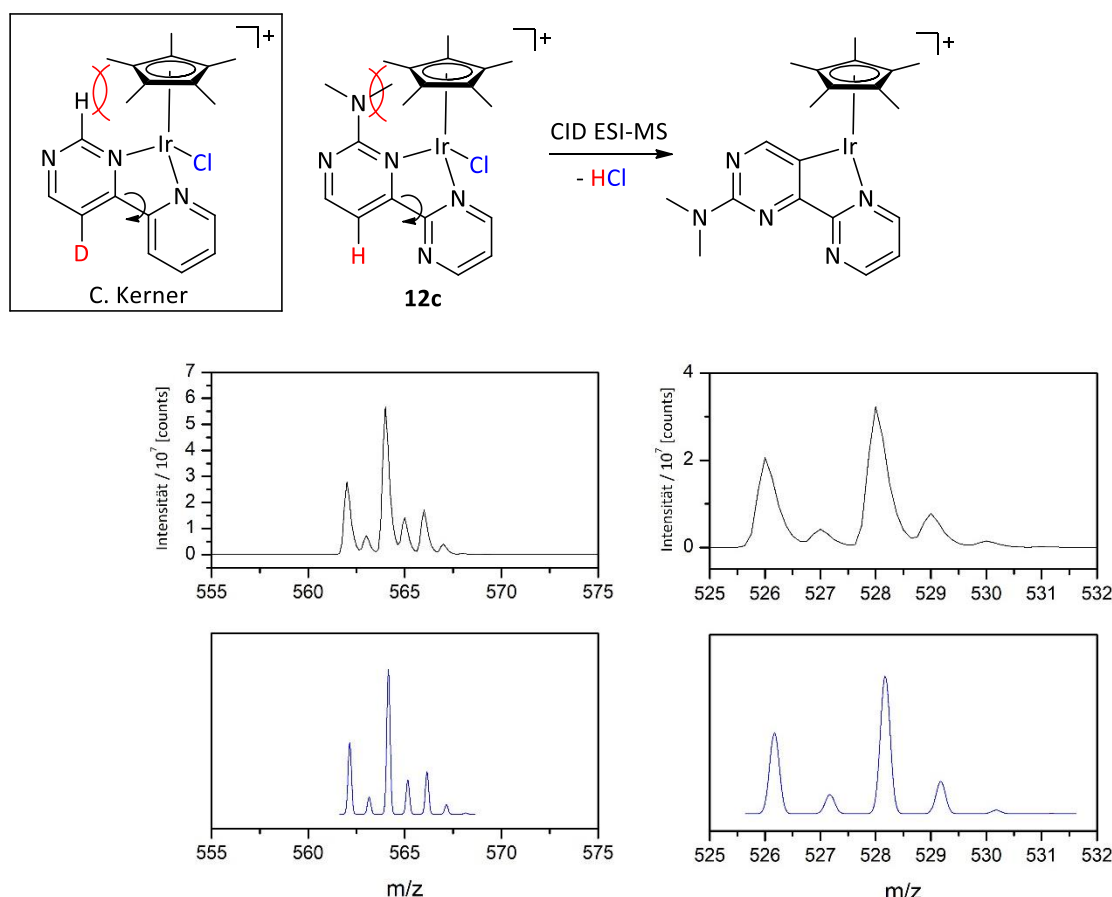 ]+
]+
]+
H
N
N
N
Ir
Cl
N
D
C. Kerner
N
N
N
Ir
Cl
N
N
H
12c
CID ESI-MS
- HCl
N
N
N
Ir
N
N
Intensität / 10⁷ [counts]
7
6
5
4
3
2
1
0
555 560 565 570 575
Intensität / 10⁷ [counts]
4
2
0
525 526 527 528 529 530 531 532
555 560 565 570 575
m/z
525 526 527 528 529 530 531 532
m/z